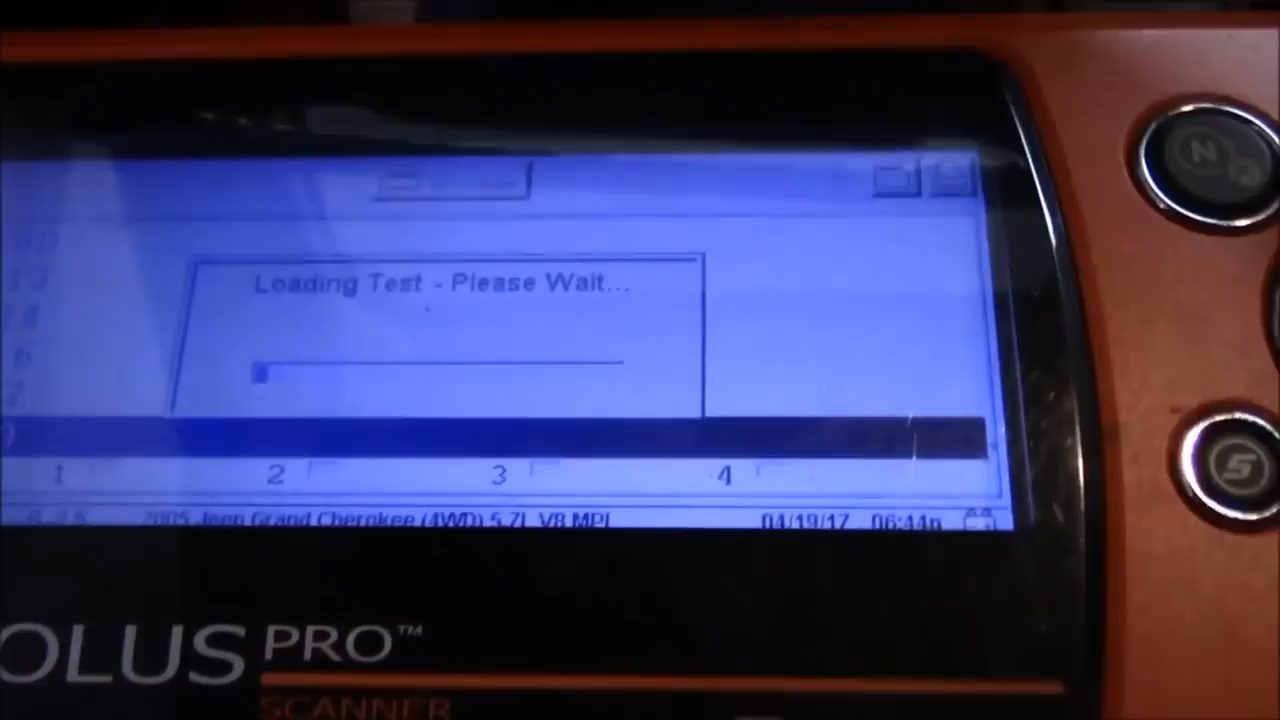 Loading Test - Please Wait...
1 2 3 4
2005 Jeep Grand Cherokee (4WD) 5.7L V8 MPI 04/19/17 06:44p
OLUS PRO™
SCANNER
N
S